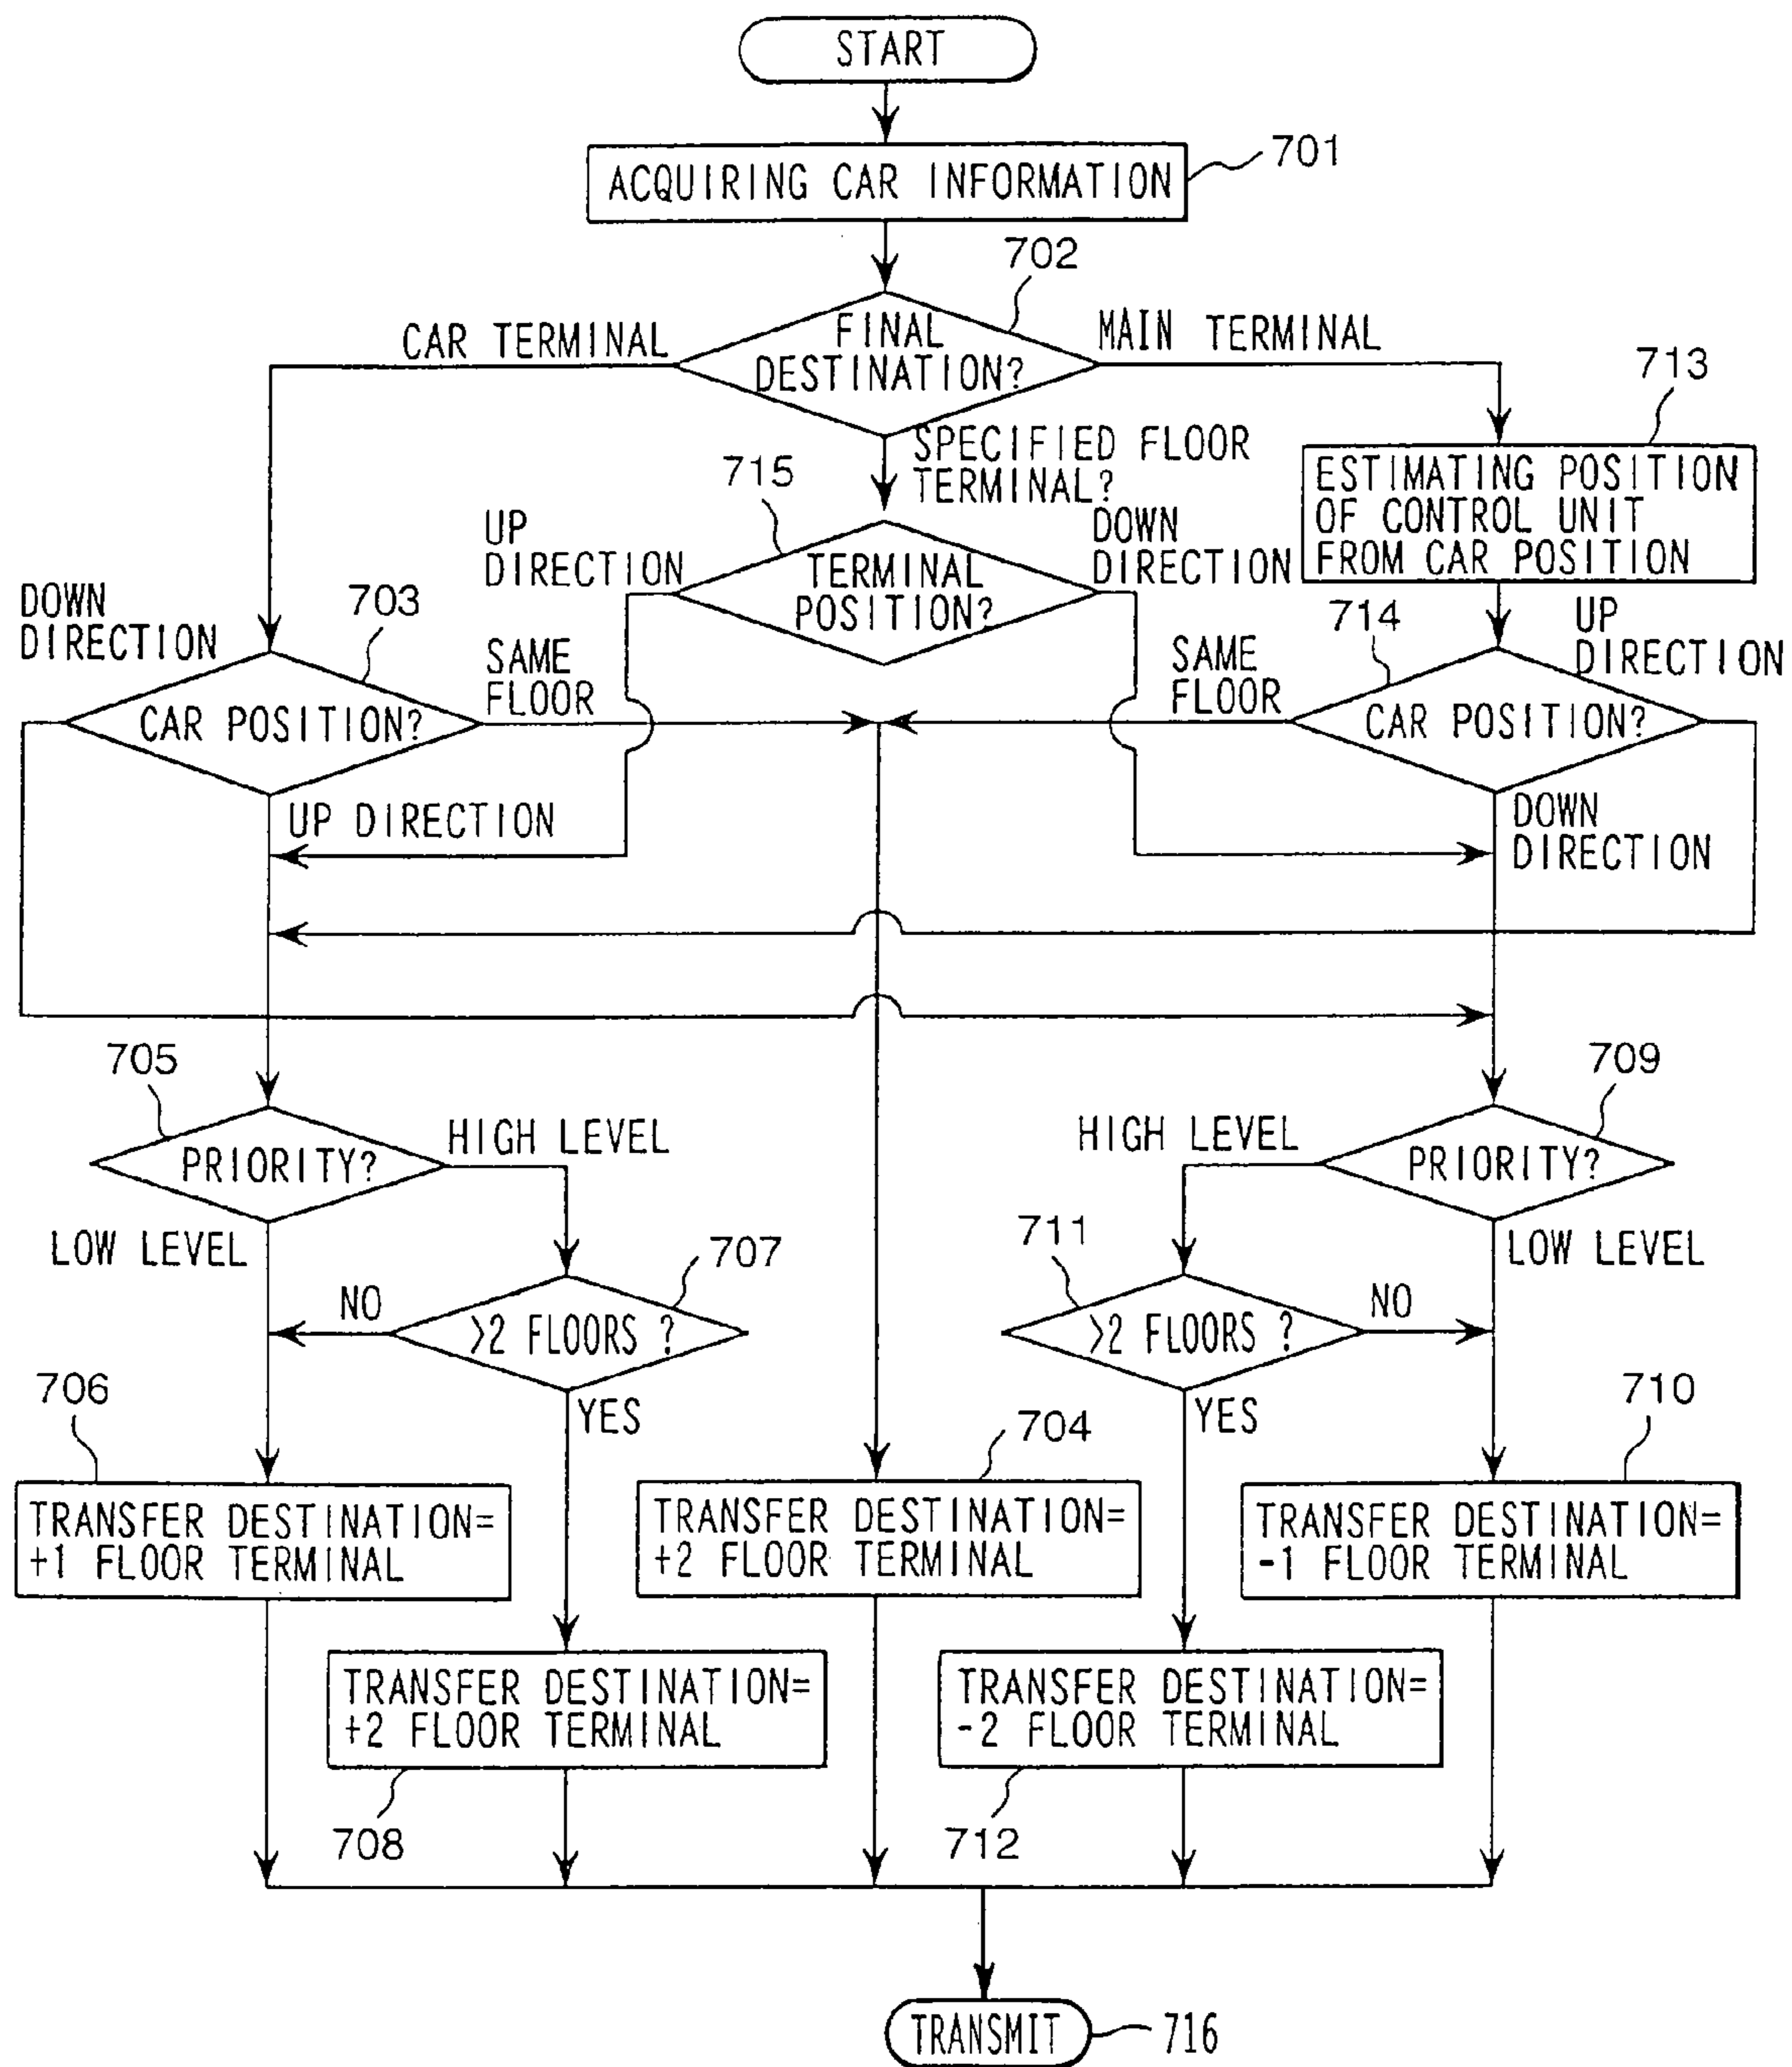 START
701
ACQUIRING CAR INFORMATION
702
CAR TERMINAL
FINAL
DESTINATION?
MAIN TERMINAL
713
SPECIFIED FLOOR
TERMINAL?
715
ESTIMATING POSITION
OF CONTROL UNIT
FROM CAR POSITION
UP
DIRECTION
TERMINAL
POSITION?
DOWN
DIRECTION
DOWN
DIRECTION
703
SAME
FLOOR
CAR POSITION?
SAME
FLOOR
714
UP
DIRECTION
CAR POSITION?
UP DIRECTION
DOWN
DIRECTION
705
709
PRIORITY?
HIGH LEVEL
HIGH LEVEL
PRIORITY?
LOW LEVEL
707
711
LOW LEVEL
NO
>2 FLOORS ?
>2 FLOORS ?
NO
706
YES
704
YES
710
TRANSFER DESTINATION=
+1 FLOOR TERMINAL
TRANSFER DESTINATION=
+2 FLOOR TERMINAL
TRANSFER DESTINATION=
-1 FLOOR TERMINAL
TRANSFER DESTINATION=
+2 FLOOR TERMINAL
TRANSFER DESTINATION=
-2 FLOOR TERMINAL
708
712
TRANSMIT
716